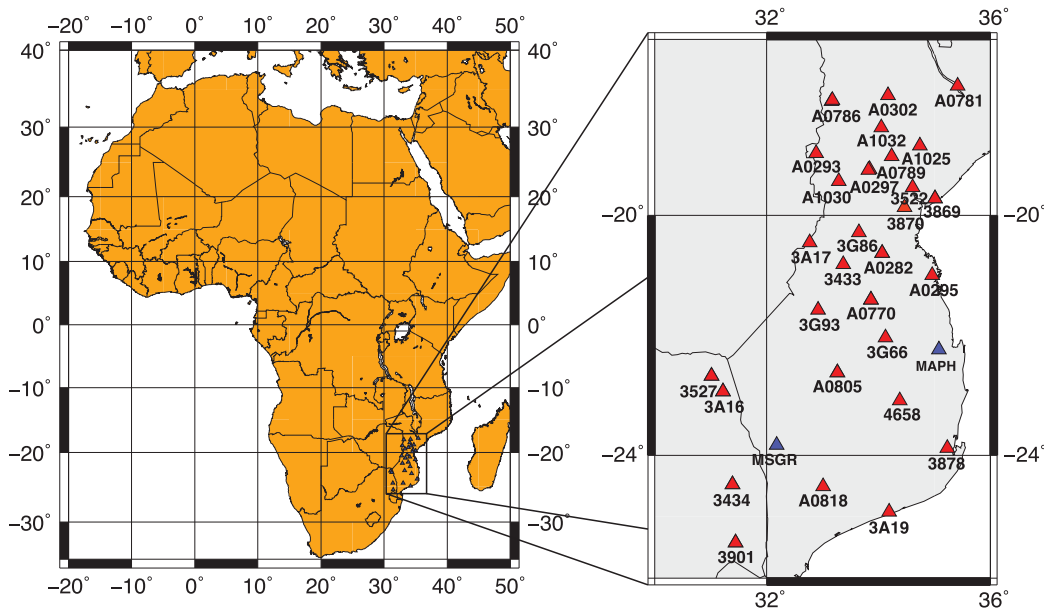 −20° −10° 0° 10° 20° 30° 40° 50°
40° 40°
30° 30°
20° 20°
10° 10°
0° 0°
−10° −10°
−20° −20°
−30° −30°
−20° −10° 0° 10° 20° 30° 40° 50°
32° 36°
A0781
A0302
A0786
A1032
A1025
A0293
A0789
A0297
A1030
3522
3869
3870
−20° −20°
3G86
3A17
A0282
3433
A0295
A0770
3G93
3G66
MAPH
A0805
3527
3A16
4658
MSGR
−24° −24°
3878
3434
A0818
3A19
3901
32° 36°